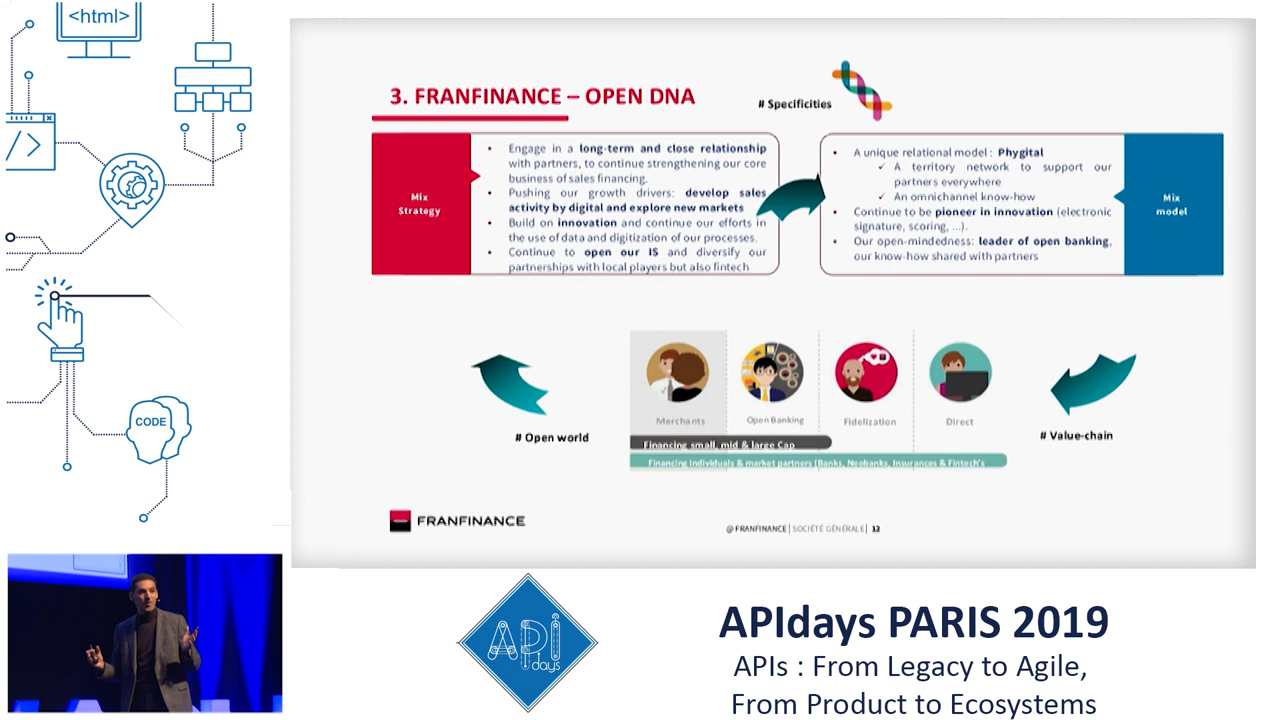 <html>
</>
CODE
3. FRANFINANCE – OPEN DNA
# Specificities
Mix
Strategy
• Engage in a long-term and close relationship
with partners, to continue strengthening our core
business of sales financing.
• Pushing our growth drivers: develop sales
activity by digital and explore new markets
• Build on innovation and continue our efforts in
the use of data and digitization of our processes.
• Continue to open our IS and diversify our
partnerships with local players but also fintech
• A unique relational model : Phygital
✓ A territory network to support our
partners everywhere
✓ An omnichannel know-how
• Continue to be pioneer in innovation (electronic
signature, scoring, ...).
• Our open-mindedness: leader of open banking,
our know-how shared with partners
Mix
model
Merchants
Open Banking
Fidelization
Direct
# Open world
# Value-chain
Financing small, mid & large Cap
Financing individuals & market partners (Banks, Neobanks, Insurances & Fintech's
FRANFINANCE
@ FRANFINANCE | SOCIÉTÉ GÉNÉRALE | 12
API
days
APIdays PARIS 2019
APIs : From Legacy to Agile,
From Product to Ecosystems